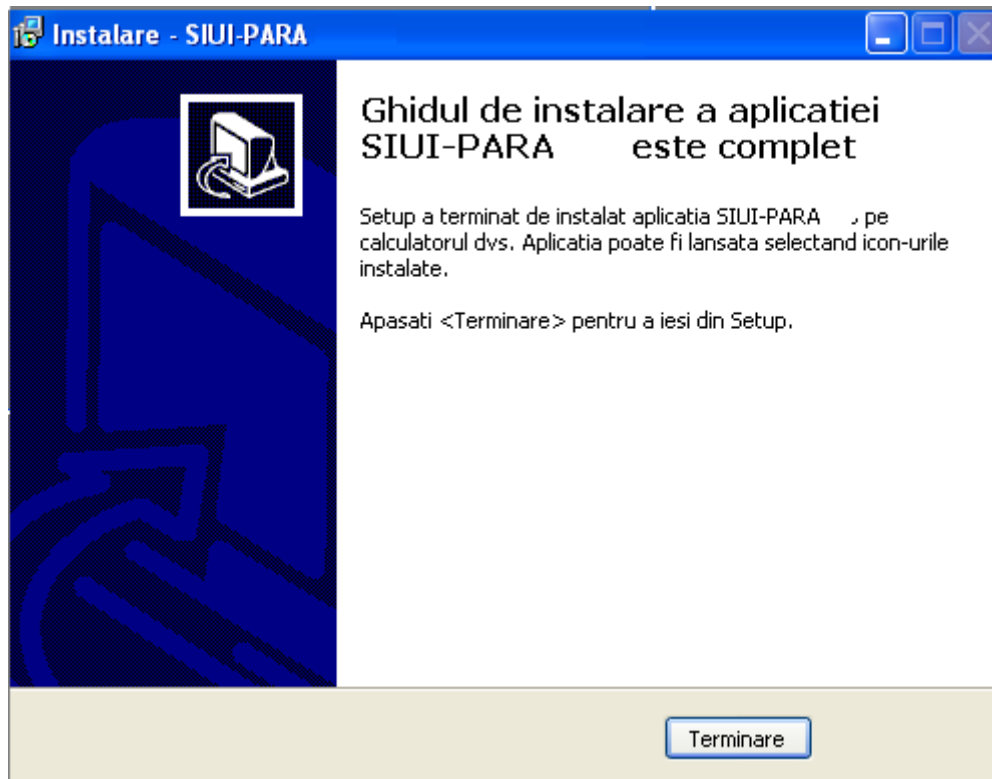 Instalare - SIUI-PARA
Ghidul de instalare a aplicatiei
SIUI-PARA este complet
Setup a terminat de instalat aplicatia SIUI-PARA , pe
calculatorul dvs. Aplicatia poate fi lansata selectand icon-urile
instalate.
Apasati <Terminare> pentru a iesi din Setup.
Terminare